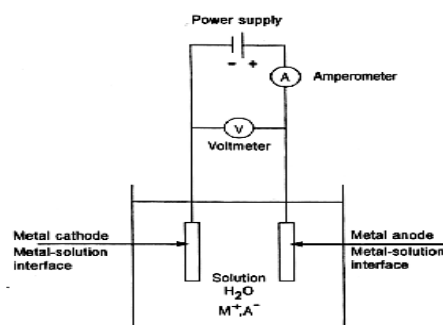 Power supply
− +
A
Amperometer
V
Voltmeter
Metal cathode
Metal-solution
interface
Metal anode
Metal-solution
interface
Solution
H₂O
M⁺,A⁻